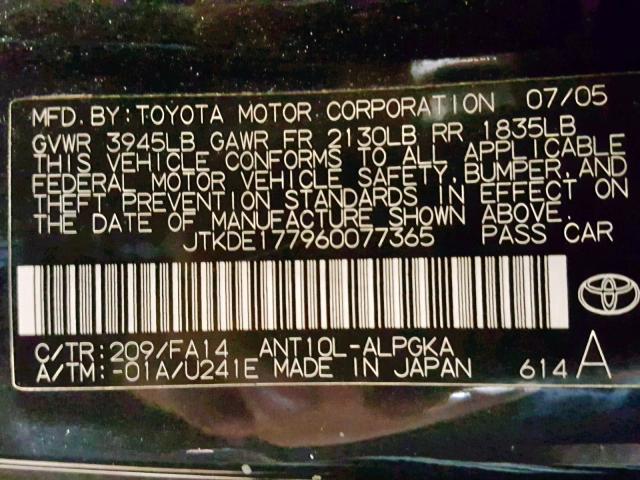 MFD. BY: TOYOTA MOTOR CORPORATION 07/05
GVWR 3945LB GAWR FR 2130LB RR 1835LB
THIS VEHICLE CONFORMS TO ALL APPLICABLE
FEDERAL MOTOR VEHICLE SAFETY, BUMPER, AND
THEFT PREVENTION STANDARDS IN EFFECT ON
THE DATE OF MANUFACTURE SHOWN ABOVE.
JTKDE177960077365 PASS CAR
C/TR: 209/FA14 ANT10L-ALPGKA
A/TM: -01A/U241E MADE IN JAPAN 614 A